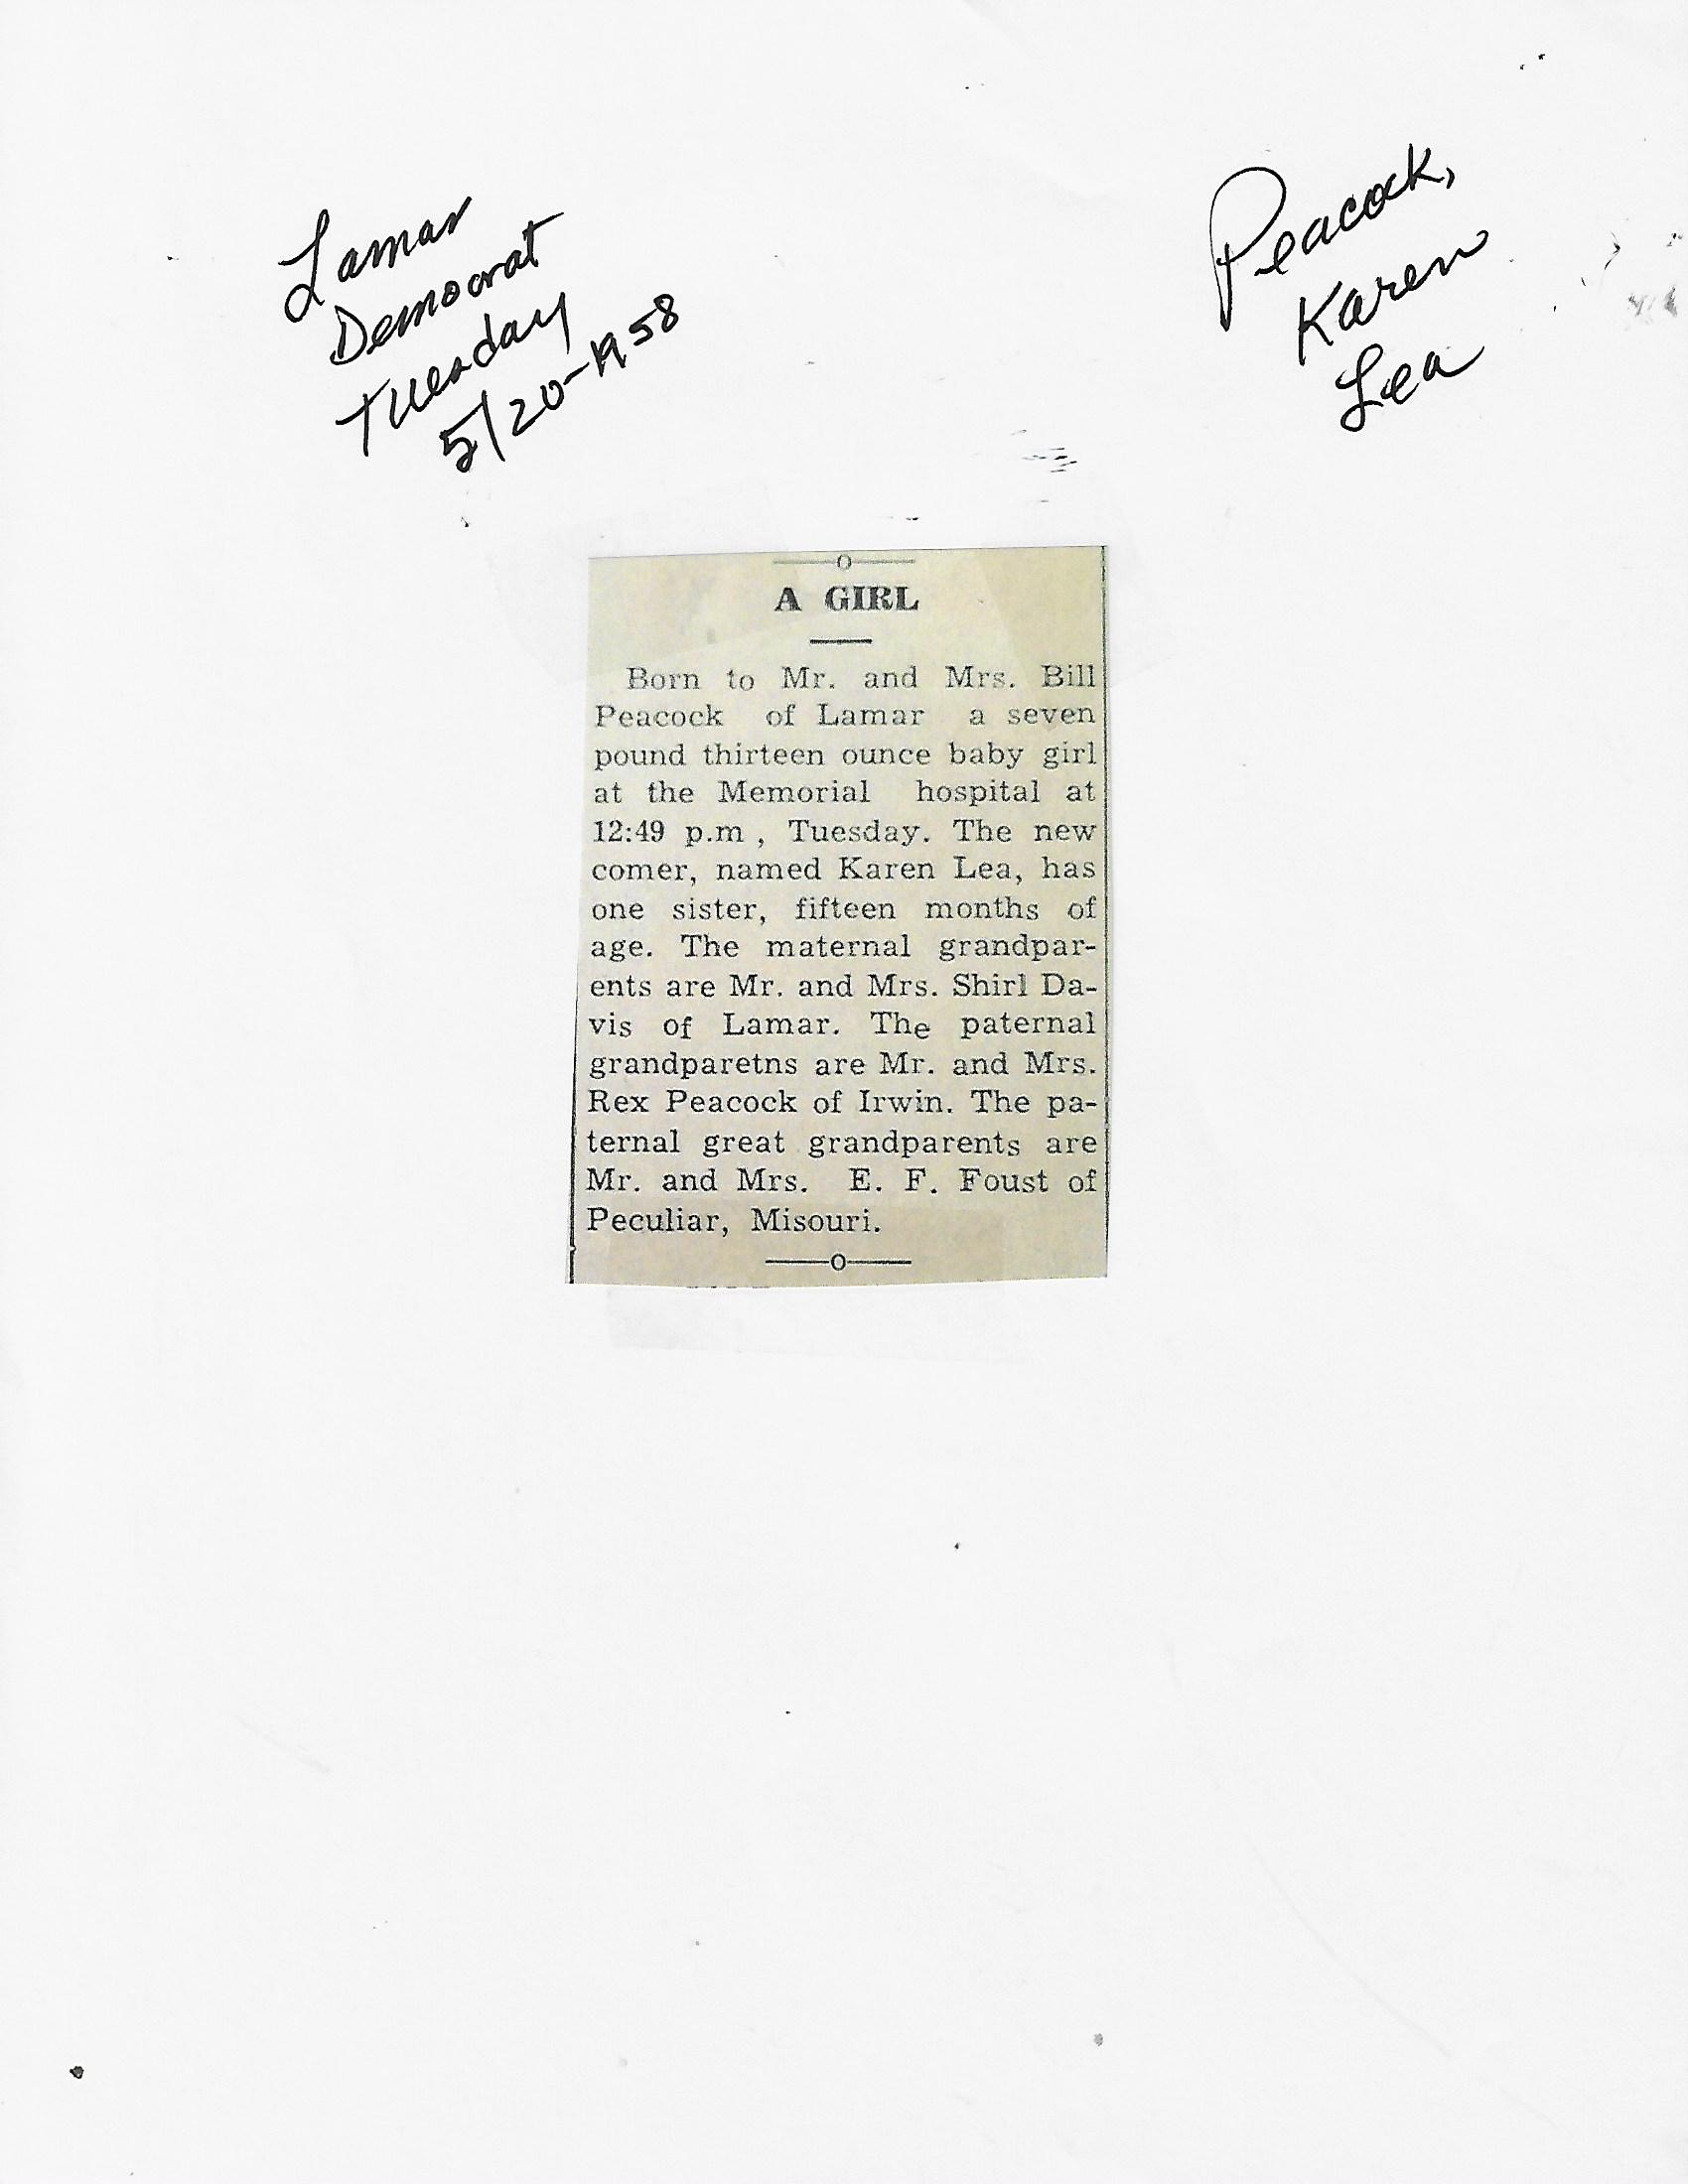 Lamar
Democrat
Tuesday
5/20-1958
Peacock,
Karen
Lea
A GIRL
Born to Mr. and Mrs. Bill
Peacock of Lamar a seven
pound thirteen ounce baby girl
at the Memorial hospital at
12:49 p.m , Tuesday. The new
comer, named Karen Lea, has
one sister, fifteen months of
age. The maternal grandpar-
ents are Mr. and Mrs. Shirl Da-
vis of Lamar. The paternal
grandparetns are Mr. and Mrs.
Rex Peacock of Irwin. The pa-
ternal great grandparents are
Mr. and Mrs. E. F. Foust of
Peculiar, Misouri.